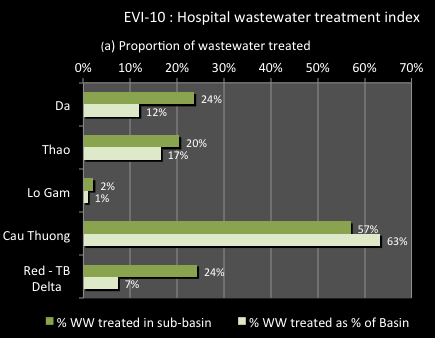 EVI-10 : Hospital wastewater treatment index
(a) Proportion of wastewater treated
0% 10% 20% 30% 40% 50% 60% 70%
Da 24%
12%
Thao 20%
17%
Lo Gam 2%
1%
Cau Thuong 57%
63%
Red - TB
Delta 24%
7%
% WW treated in sub-basin % WW treated as % of Basin